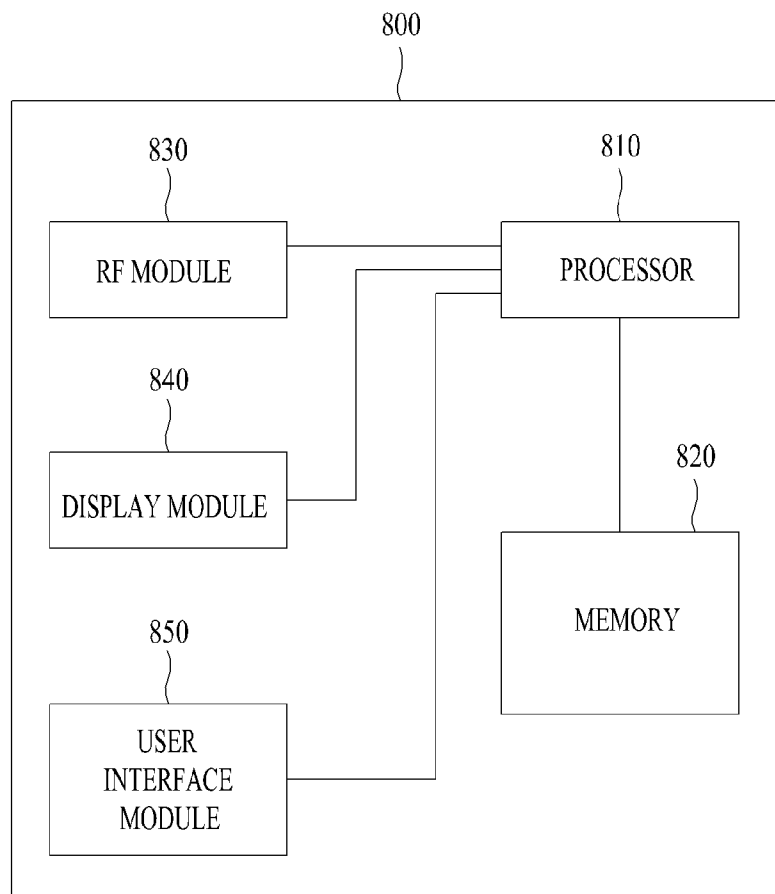 800
830
810
RF MODULE
PROCESSOR
840
820
DISPLAY MODULE
MEMORY
850
USER
INTERFACE
MODULE